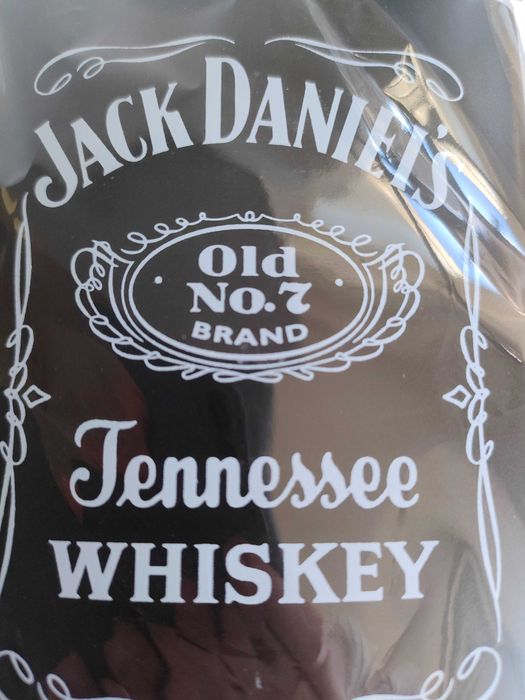 JACK DANIEL'S
Old
No.7
BRAND
Tennessee
WHISKEY